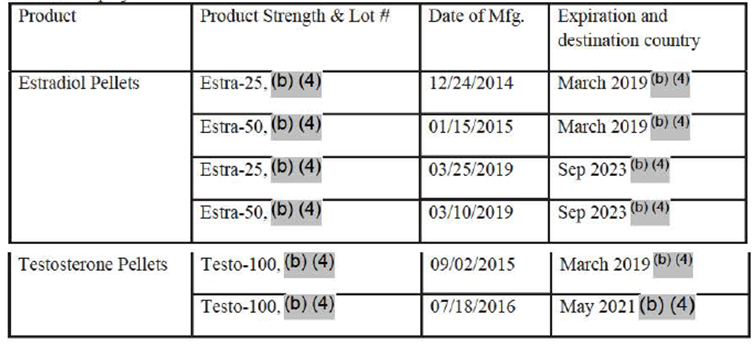 Product Product Strength & Lot # Date of Mfg. Expiration and
destination country
Estradiol Pellets Estra-25, (b) (4) 12/24/2014 March 2019 (b) (4)
Estra-50, (b) (4) 01/15/2015 March 2019 (b) (4)
Estra-25, (b) (4) 03/25/2019 Sep 2023 (b) (4)
Estra-50, (b) (4) 03/10/2019 Sep 2023 (b) (4)
Testosterone Pellets Testo-100, (b) (4) 09/02/2015 March 2019 (b) (4)
Testo-100, (b) (4) 07/18/2016 May 2021 (b) (4)